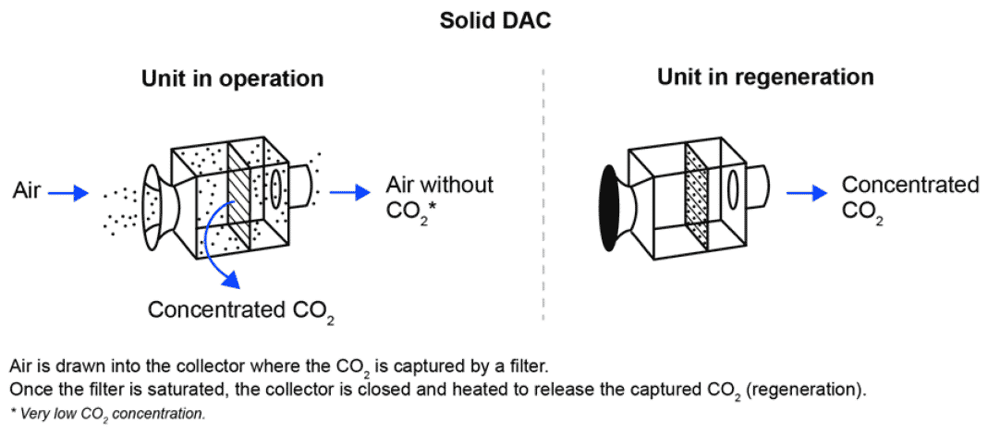 Solid DAC
Unit in operation
Unit in regeneration
Air
Air without
CO₂*
Concentrated CO₂
Concentrated
CO₂
Air is drawn into the collector where the CO₂ is captured by a filter.
Once the filter is saturated, the collector is closed and heated to release the captured CO₂ (regeneration).
* Very low CO₂ concentration.